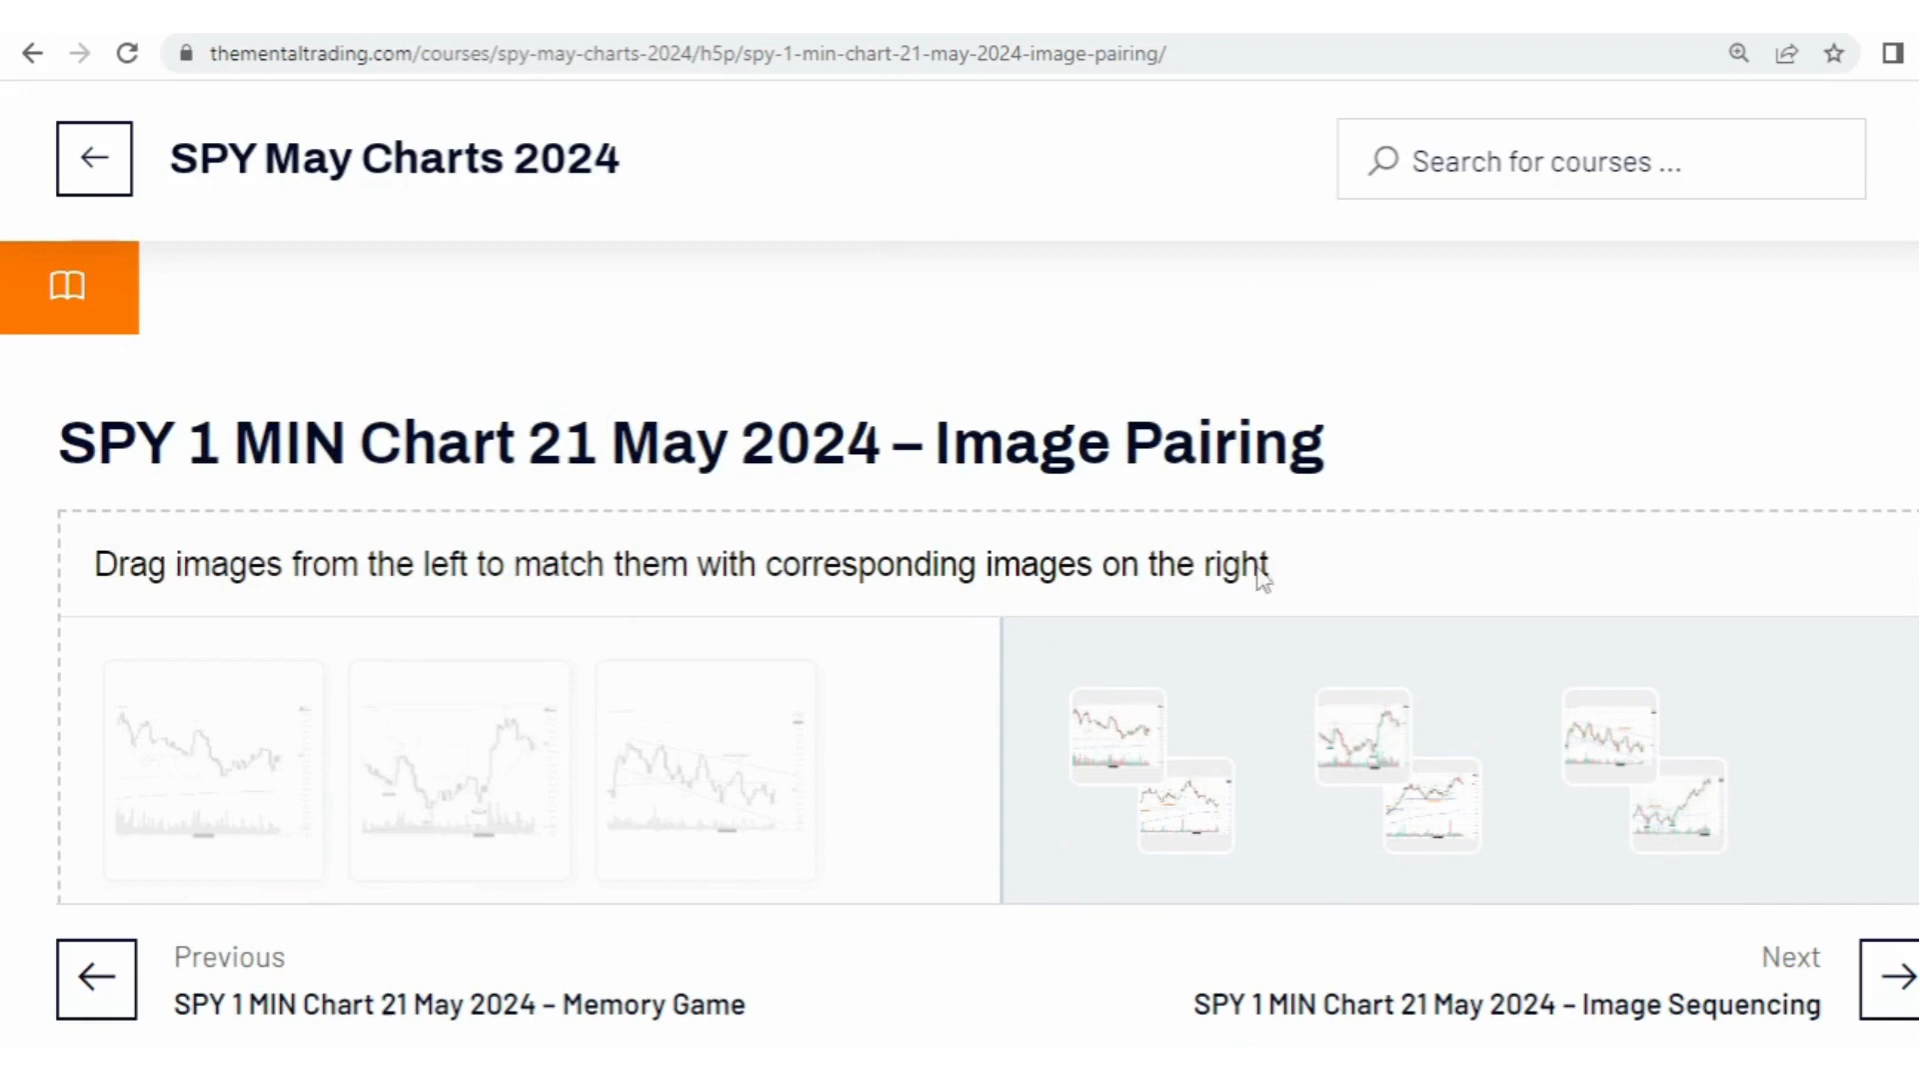 thementaltrading.com/courses/spy-may-charts-2024/h5p/spy-1-min-chart-21-may-2024-image-pairing/
SPY May Charts 2024
Search for courses ...
SPY 1 MIN Chart 21 May 2024 – Image Pairing
Drag images from the left to match them with corresponding images on the right
Previous
SPY 1 MIN Chart 21 May 2024 – Memory Game
Next
SPY 1 MIN Chart 21 May 2024 – Image Sequencing